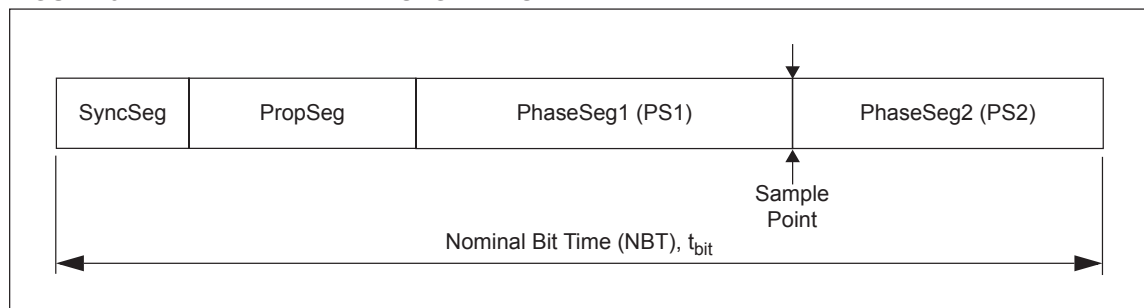 SyncSeg
PropSeg
PhaseSeg1 (PS1)
PhaseSeg2 (PS2)
Sample
Point
Nominal Bit Time (NBT), tbit